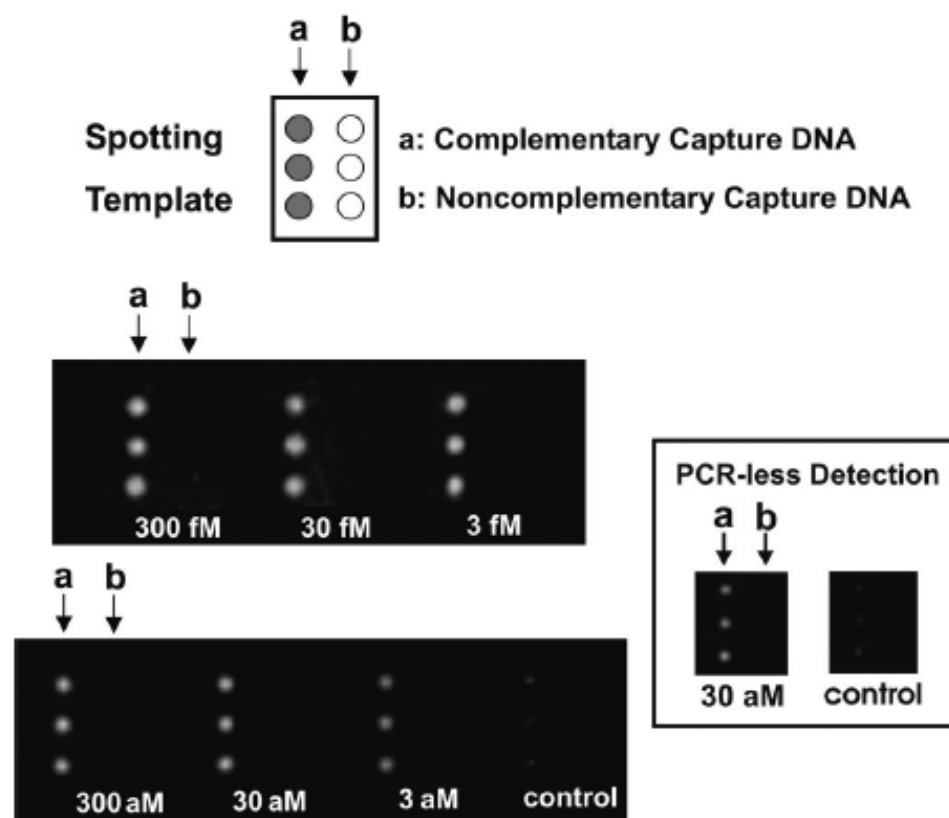 a b
Spotting
Template
a: Complementary Capture DNA
b: Noncomplementary Capture DNA
a b
300 fM 30 fM 3 fM
a b
300 aM 30 aM 3 aM control
PCR-less Detection
a b
30 aM control